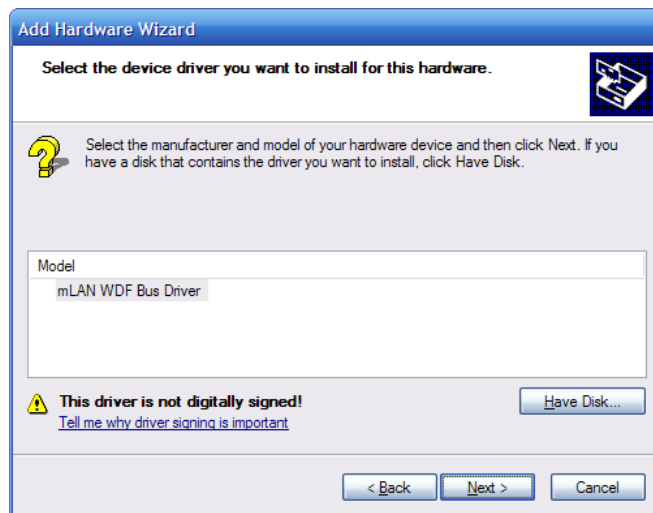 Add Hardware Wizard
Select the device driver you want to install for this hardware.
Select the manufacturer and model of your hardware device and then click Next. If you
have a disk that contains the driver you want to install, click Have Disk.
Model
mLAN WDF Bus Driver
This driver is not digitally signed!
Have Disk...
Tell me why driver signing is important
< Back
Next >
Cancel